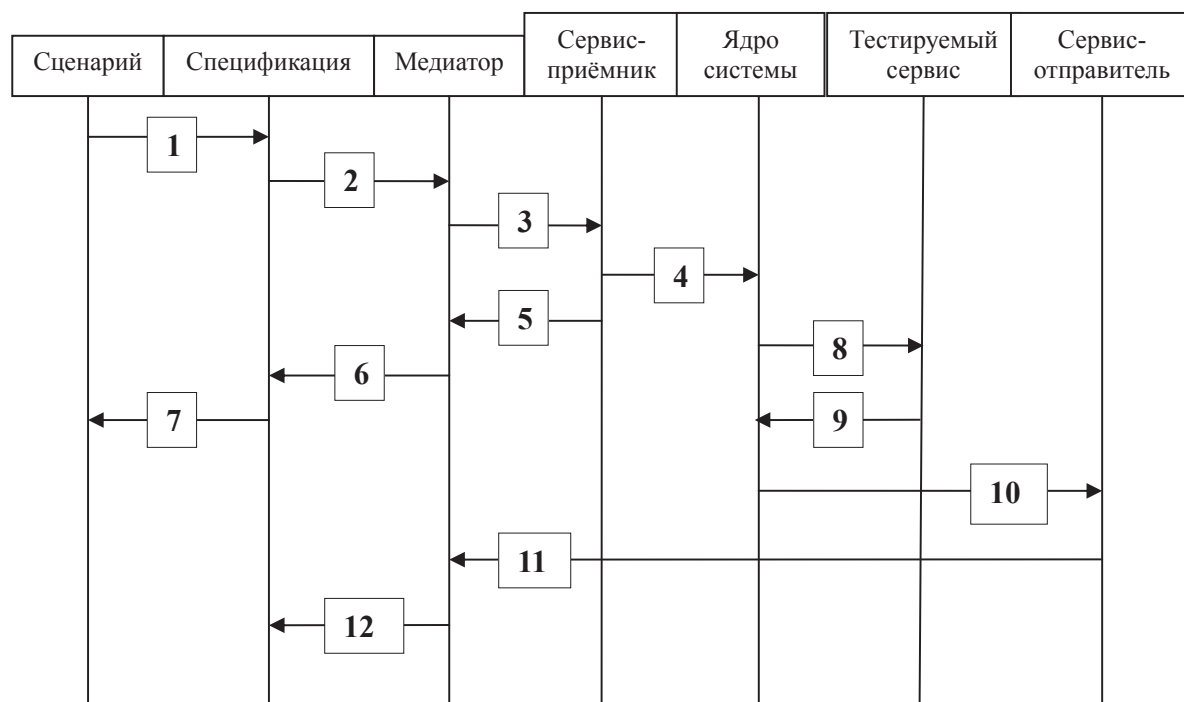 Сценарий
Спецификация
Медиатор
Сервис-
приёмник
Ядро
системы
Тестируемый
сервис
Сервис-
отправитель
1
2
3
4
5
8
6
7
9
10
11
12